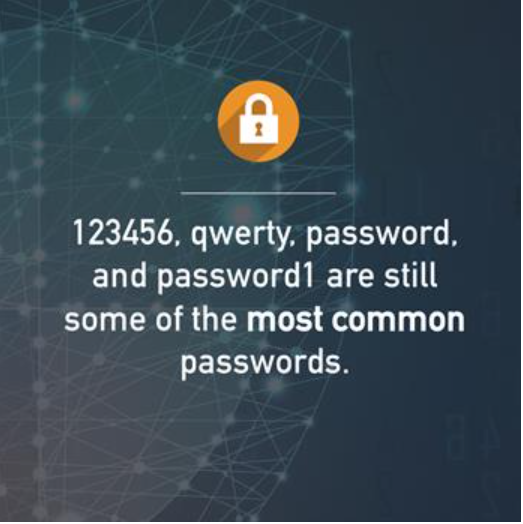 123456, qwerty, password,
and password1 are still
some of the most common
passwords.